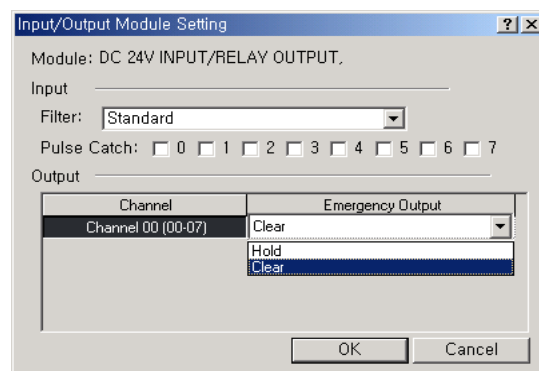 Input/Output Module Setting
Module: DC 24V INPUT/RELAY OUTPUT,
Input
Filter: Standard
Pulse Catch: 0 1 2 3 4 5 6 7
Output
Channel Emergency Output
Channel 00 (00-07) Clear
Hold
Clear
OK Cancel